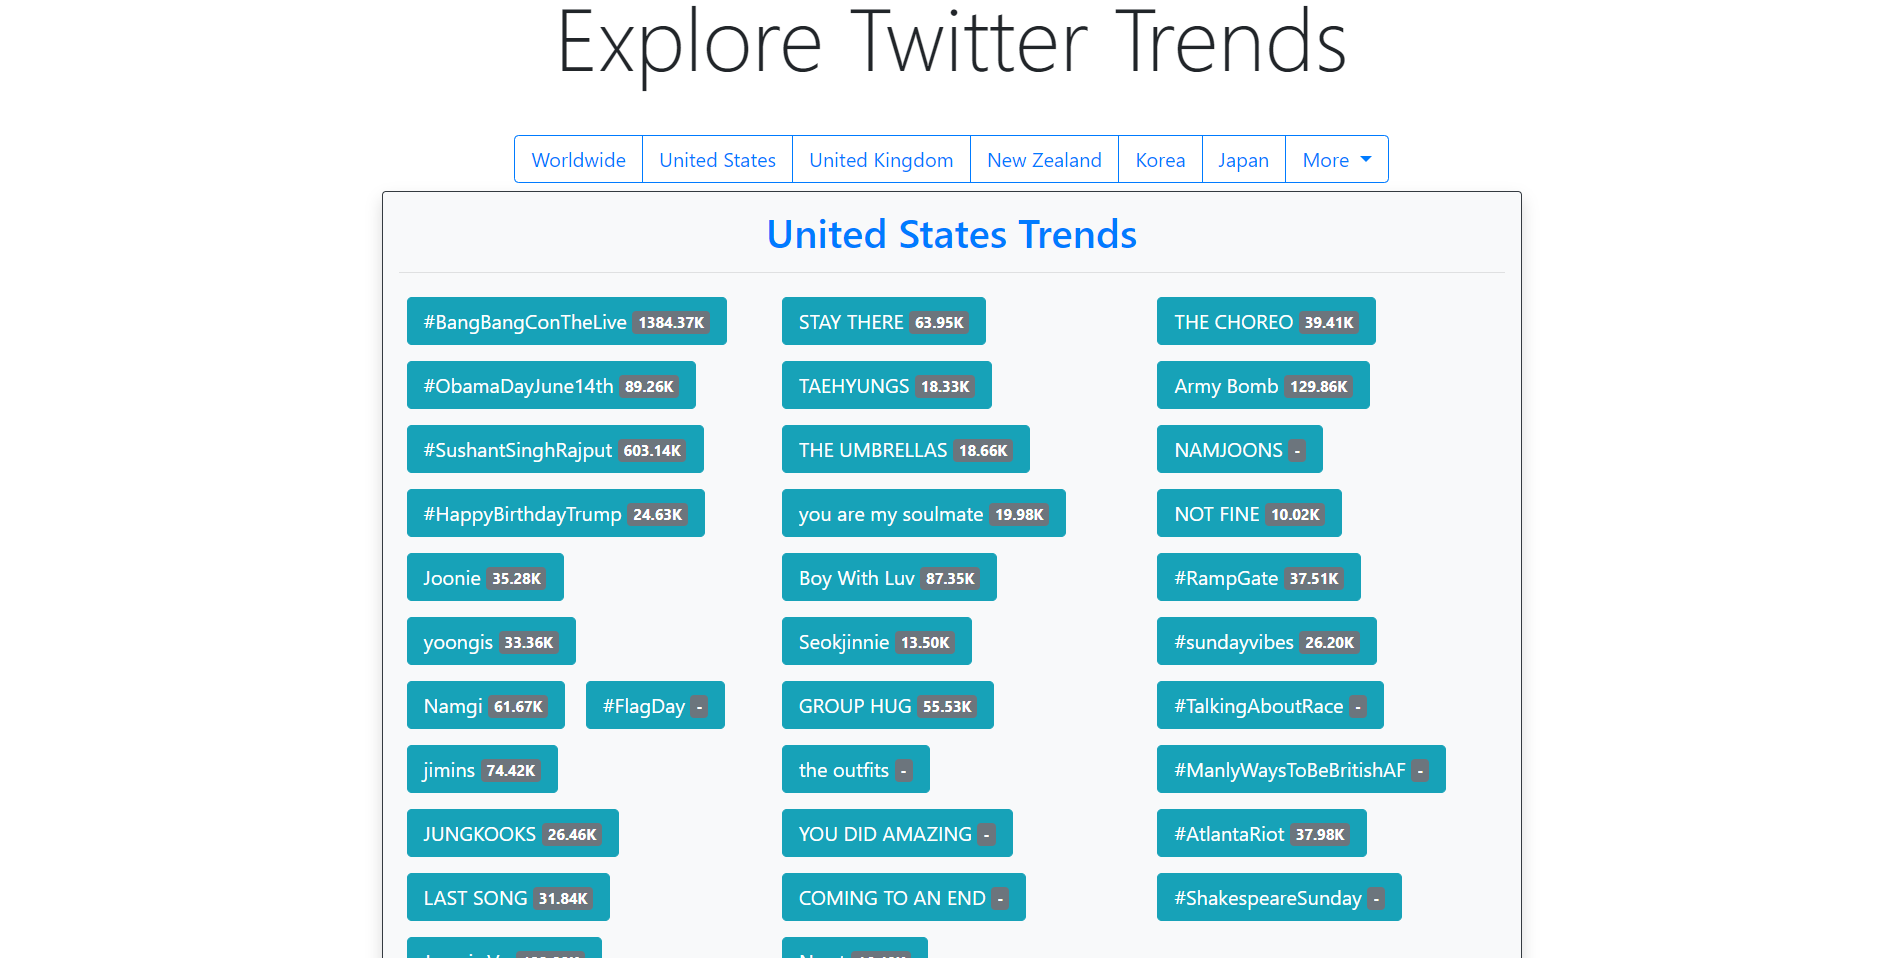 Explore Twitter Trends
Worldwide United States United Kingdom New Zealand Korea Japan More
United States Trends
#BangBangConTheLive 1384.37K
#ObamaDayJune14th 89.26K
#SushantSinghRajput 603.14K
#HappyBirthdayTrump 24.63K
Joonie 35.28K
yoongis 33.36K
Namgi 61.67K #FlagDay -
jimins 74.42K
JUNGKOOKS 26.46K
LAST SONG 31.84K
STAY THERE 63.95K
TAEHYUNGS 18.33K
THE UMBRELLAS 18.66K
you are my soulmate 19.98K
Boy With Luv 87.35K
Seokjinnie 13.50K
GROUP HUG 55.53K
the outfits -
YOU DID AMAZING -
COMING TO AN END -
THE CHOREO 39.41K
Army Bomb 129.86K
NAMJOONS -
NOT FINE 10.02K
#RampGate 37.51K
#sundayvibes 26.20K
#TalkingAboutRace -
#ManlyWaysToBeBritishAF -
#AtlantaRiot 37.98K
#ShakespeareSunday -